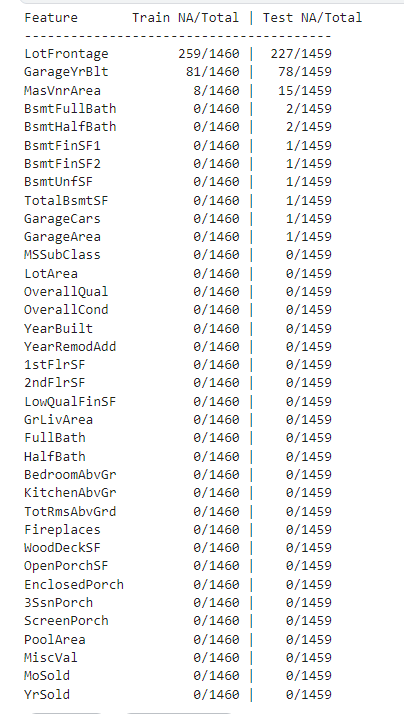 Feature Train NA/Total | Test NA/Total
----------------------------------------
LotFrontage 259/1460 | 227/1459
GarageYrBlt 81/1460 | 78/1459
MasVnrArea 8/1460 | 15/1459
BsmtFullBath 0/1460 | 2/1459
BsmtHalfBath 0/1460 | 2/1459
BsmtFinSF1 0/1460 | 1/1459
BsmtFinSF2 0/1460 | 1/1459
BsmtUnfSF 0/1460 | 1/1459
TotalBsmtSF 0/1460 | 1/1459
GarageCars 0/1460 | 1/1459
GarageArea 0/1460 | 1/1459
MSSubClass 0/1460 | 0/1459
LotArea 0/1460 | 0/1459
OverallQual 0/1460 | 0/1459
OverallCond 0/1460 | 0/1459
YearBuilt 0/1460 | 0/1459
YearRemodAdd 0/1460 | 0/1459
1stFlrSF 0/1460 | 0/1459
2ndFlrSF 0/1460 | 0/1459
LowQualFinSF 0/1460 | 0/1459
GrLivArea 0/1460 | 0/1459
FullBath 0/1460 | 0/1459
HalfBath 0/1460 | 0/1459
BedroomAbvGr 0/1460 | 0/1459
KitchenAbvGr 0/1460 | 0/1459
TotRmsAbvGrd 0/1460 | 0/1459
Fireplaces 0/1460 | 0/1459
WoodDeckSF 0/1460 | 0/1459
OpenPorchSF 0/1460 | 0/1459
EnclosedPorch 0/1460 | 0/1459
3SsnPorch 0/1460 | 0/1459
ScreenPorch 0/1460 | 0/1459
PoolArea 0/1460 | 0/1459
MiscVal 0/1460 | 0/1459
MoSold 0/1460 | 0/1459
YrSold 0/1460 | 0/1459